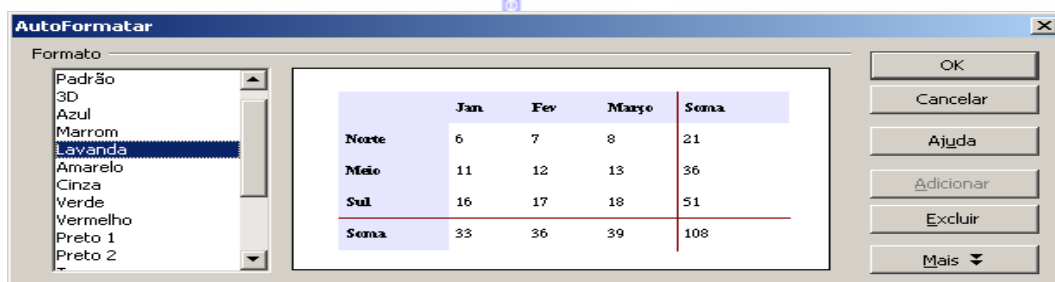 AutoFormatar
Formato
Padrão
3D
Azul
Marrom
Lavanda
Amarelo
Cinza
Verde
Vermelho
Preto 1
Preto 2
Jan Fev Março Soma
Norte 6 7 8 21
Meio 11 12 13 36
Sul 16 17 18 51
Soma 33 36 39 108
OK
Cancelar
Ajuda
Adicionar
Excluir
Mais